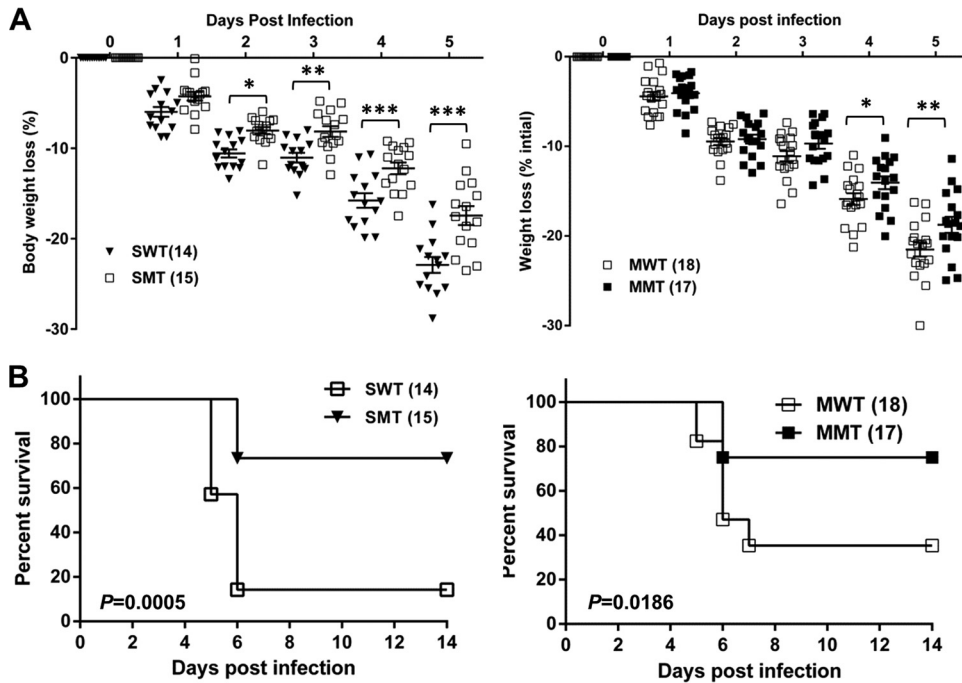 A
Days Post Infection
0 1 2 3 4 5
0
-10
-20
-30
Body weight loss (%)
* ** *** ***
SWT(14)
SMT (15)
Days post infection
0 1 2 3 4 5
0
-10
-20
-30
Weight loss (% intial)
* **
MWT (18)
MMT (17)
B
SWT (14)
SMT (15)
100
80
60
40
20
0
Percent survival
P=0.0005
0 2 4 6 8 10 12 14
Days post infection
MWT (18)
MMT (17)
100
80
60
40
20
0
Percent survival
P=0.0186
0 2 4 6 8 10 12 14
Days post infection